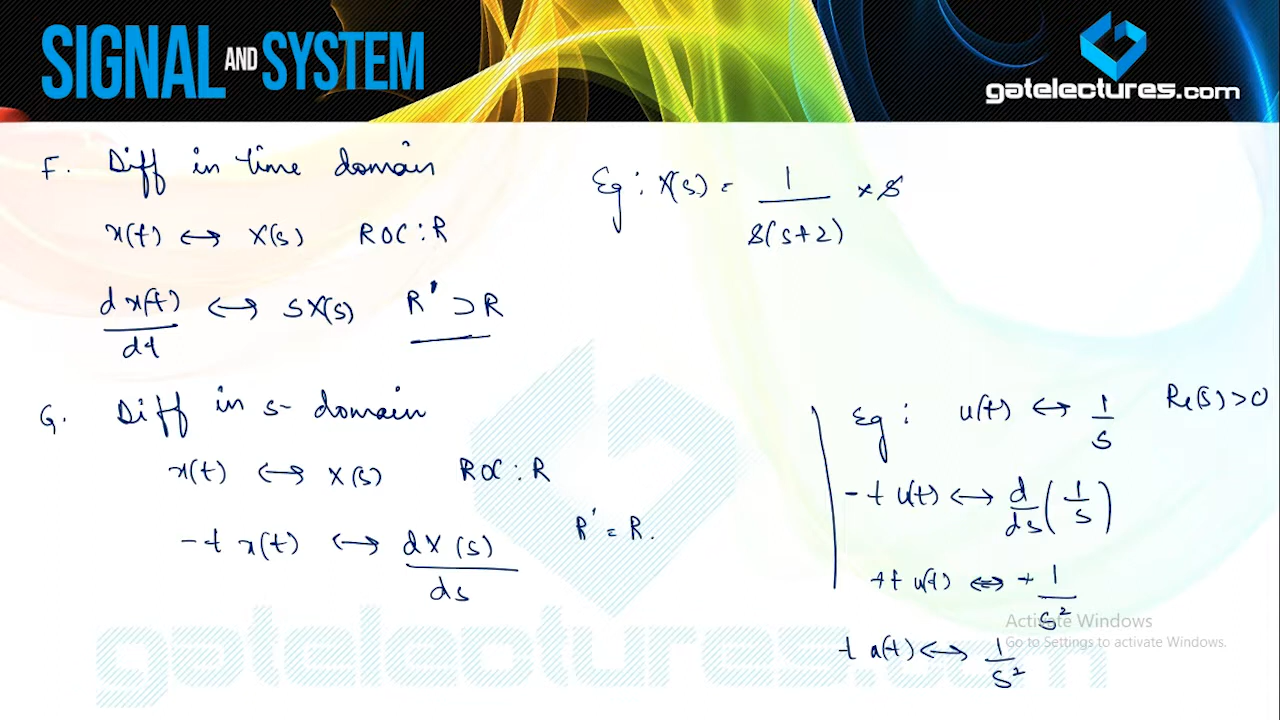 SIGNAL AND SYSTEM
gatelectures.com
F. Diff in time domain
x(t) ↔ X(s) ROC : R
dx(t)/dt ↔ sX(s) R' ⊃ R
Eg : X(s) = 1/s(s+2) × s
G. Diff in s- domain
x(t) ↔ X(s) ROC : R
-t x(t) ↔ dX(s)/ds R' = R.
Eg : u(t) ↔ 1/s Re(s) > 0
-t u(t) ↔ d/ds (1/s)
+t u(t) ↔ + 1/s²
t u(t) ↔ 1/s²
Activate Windows
Go to Settings to activate Windows.
gatelectures.com